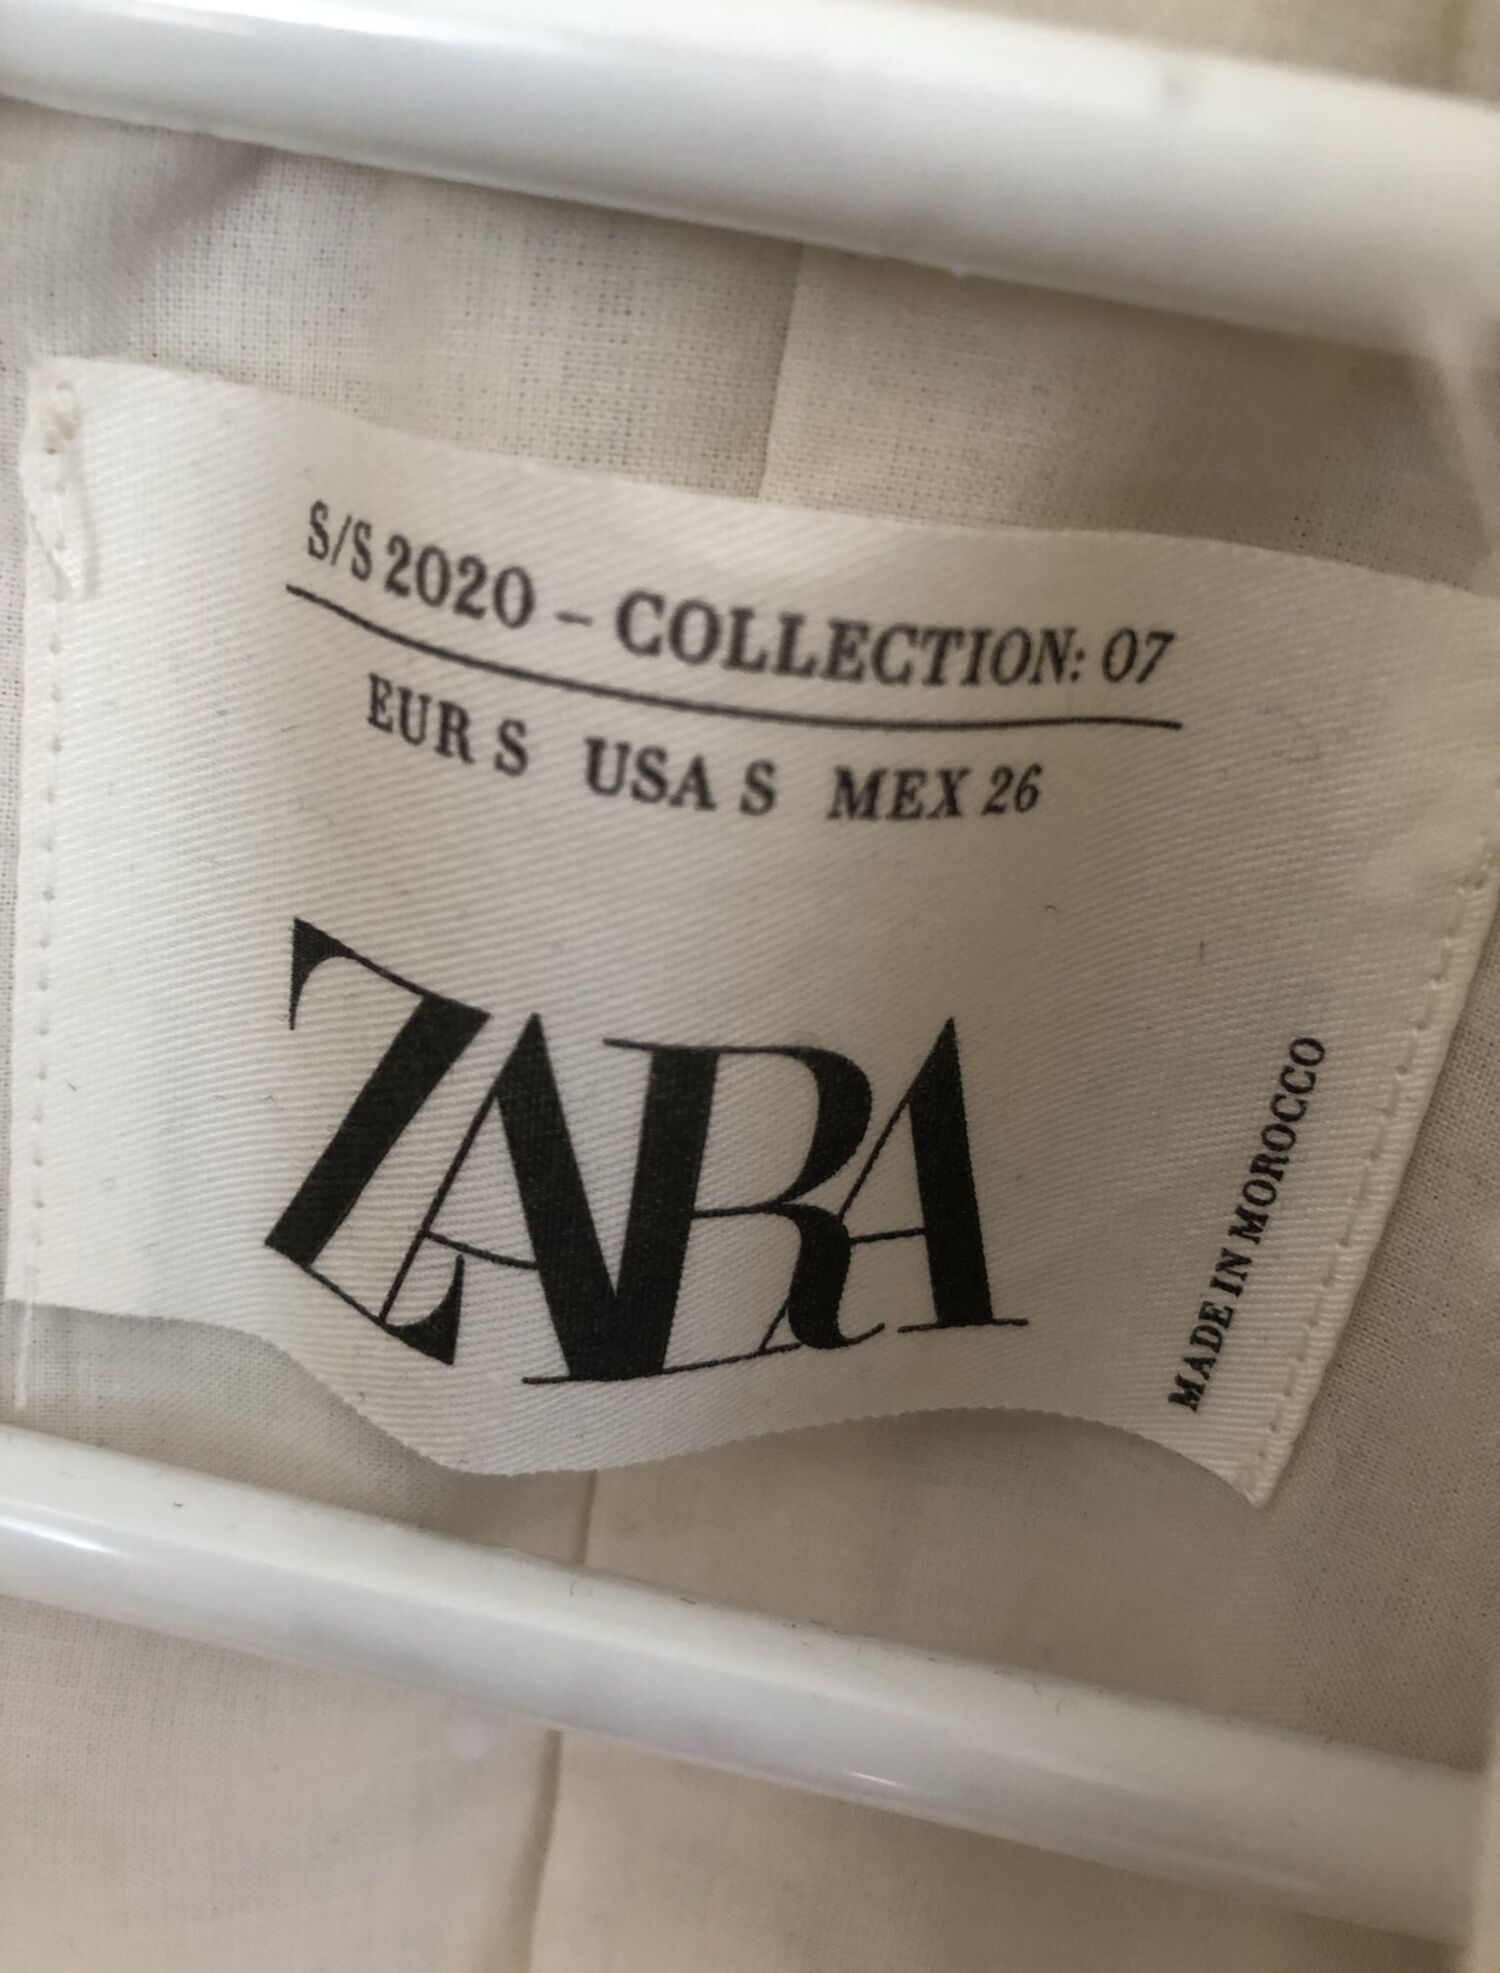 S/S 2020 – COLLECTION: 07
EUR S USA S MEX 26
ZARA
MADE IN MOROCCO